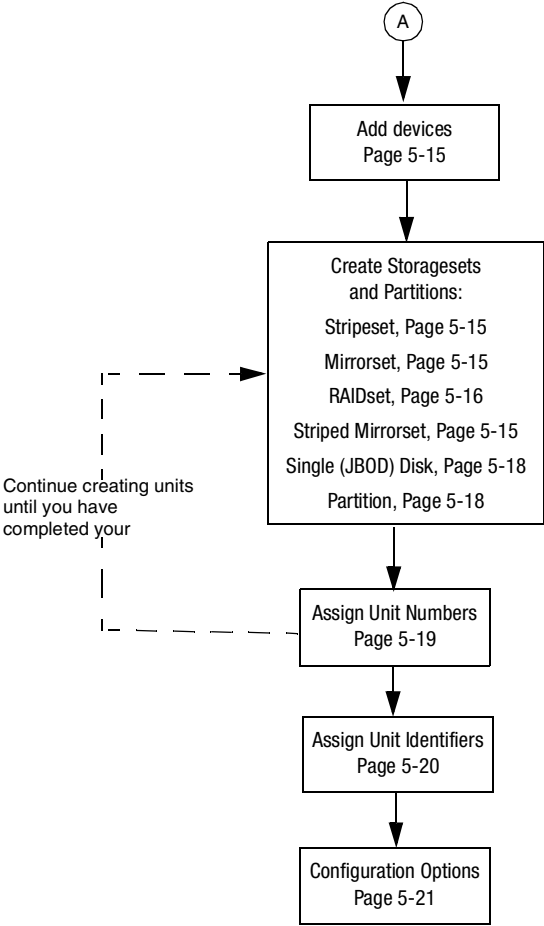 A
Add devices
Page 5-15
Create Storagesets
and Partitions:
Stripeset, Page 5-15
Mirrorset, Page 5-15
RAIDset, Page 5-16
Striped Mirrorset, Page 5-15
Single (JBOD) Disk, Page 5-18
Partition, Page 5-18
Continue creating units
until you have
completed your
Assign Unit Numbers
Page 5-19
Assign Unit Identifiers
Page 5-20
Configuration Options
Page 5-21